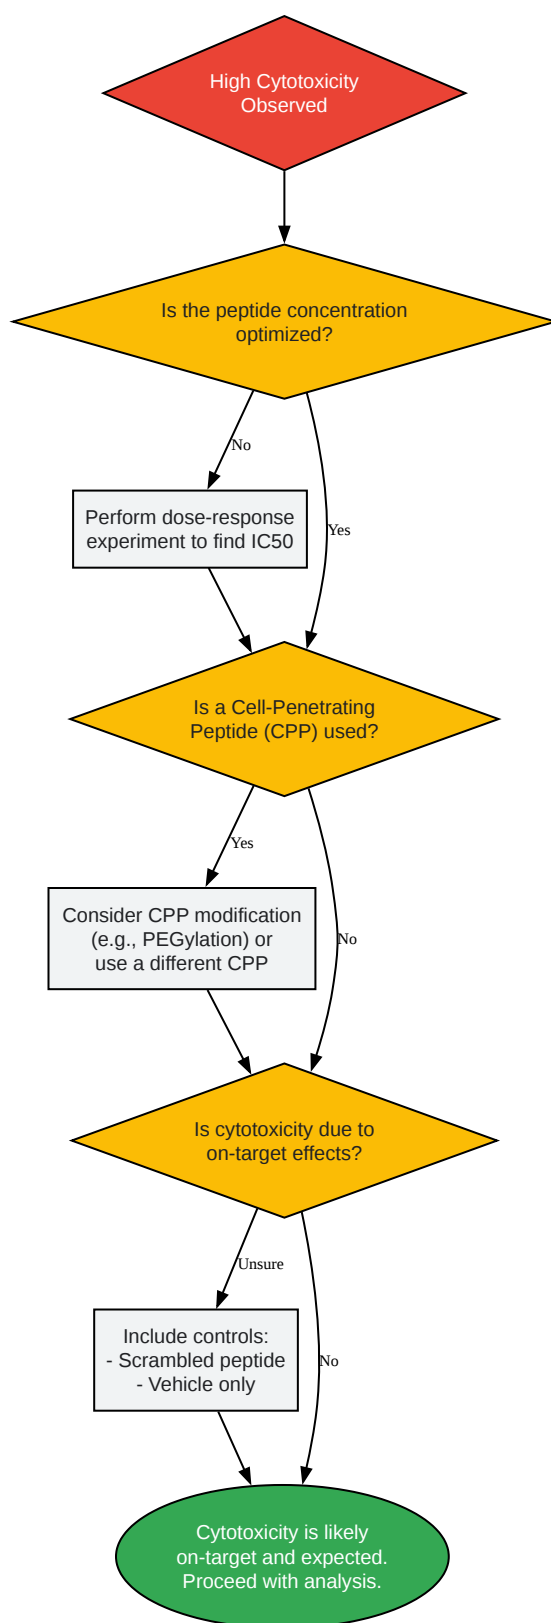 High Cytotoxicity
Observed
Is the peptide concentration
optimized?
No
Perform dose-response
experiment to find IC50
Yes
Is a Cell-Penetrating
Peptide (CPP) used?
Yes
Consider CPP modification
(e.g., PEGylation) or
use a different CPP
No
Is cytotoxicity due to
on-target effects?
Unsure
Include controls:
- Scrambled peptide
- Vehicle only
No
Cytotoxicity is likely
on-target and expected.
Proceed with analysis.